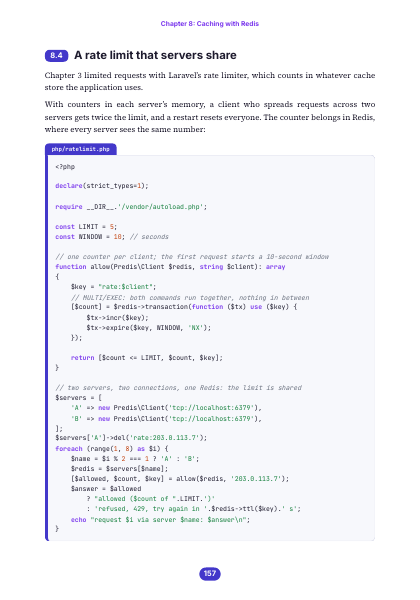 Chapter 8: Caching with Redis
8.4 A rate limit that servers share
Chapter 3 limited requests with Laravel's rate limiter, which counts in whatever cache
store the application uses.
With counters in each server's memory, a client who spreads requests across two
servers gets twice the limit, and a restart resets everyone. The counter belongs in Redis,
where every server sees the same number:
php/ratelimit.php
<?php
declare(strict_types=1);
require __DIR__.'/vendor/autoload.php';
const LIMIT = 5;
const WINDOW = 10; // seconds
// one counter per client; the first request starts a 10-second window
function allow(Predis\Client $redis, string $client): array
{
    $key = "rate:$client";
    // MULTI/EXEC: both commands run together, nothing in between
    [$count] = $redis->transaction(function ($tx) use ($key) {
        $tx->incr($key);
        $tx->expire($key, WINDOW, 'NX');
    });
    return [$count <= LIMIT, $count, $key];
}
// two servers, two connections, one Redis: the limit is shared
$servers = [
    'A' => new Predis\Client('tcp://localhost:6379'),
    'B' => new Predis\Client('tcp://localhost:6379'),
];
$servers['A']->del('rate:203.0.113.7');
foreach (range(1, 8) as $i) {
    $name = $i % 2 === 1 ? 'A' : 'B';
    $redis = $servers[$name];
    [$allowed, $count, $key] = allow($redis, '203.0.113.7');
    $answer = $allowed
        ? "allowed ($count of ".LIMIT.')'
        : 'refused, 429, try again in '.$redis->ttl($key).' s';
    echo "request $i via server $name: $answer\n";
}
157